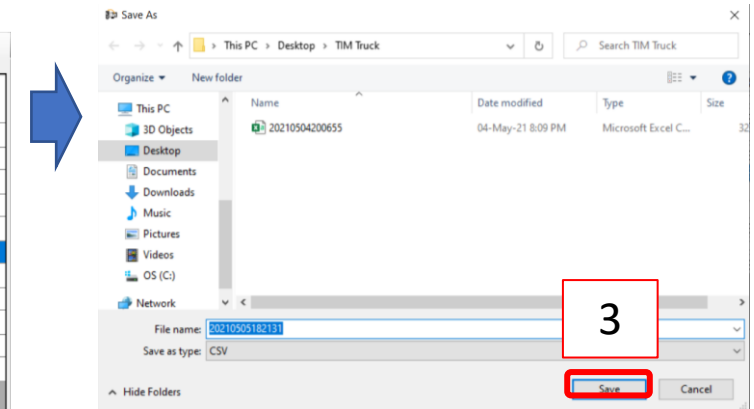 Save As
This PC > Desktop > TIM Truck
Search TIM Truck
Organize
New folder
Name
Date modified
Type
Size
This PC
3D Objects
Desktop
Documents
Downloads
Music
Pictures
Videos
OS (C:)
Network
20210504200655
04-May-21 8:09 PM
Microsoft Excel C...
32
File name: 20210505182131
Save as type: CSV
3
Hide Folders
Save
Cancel